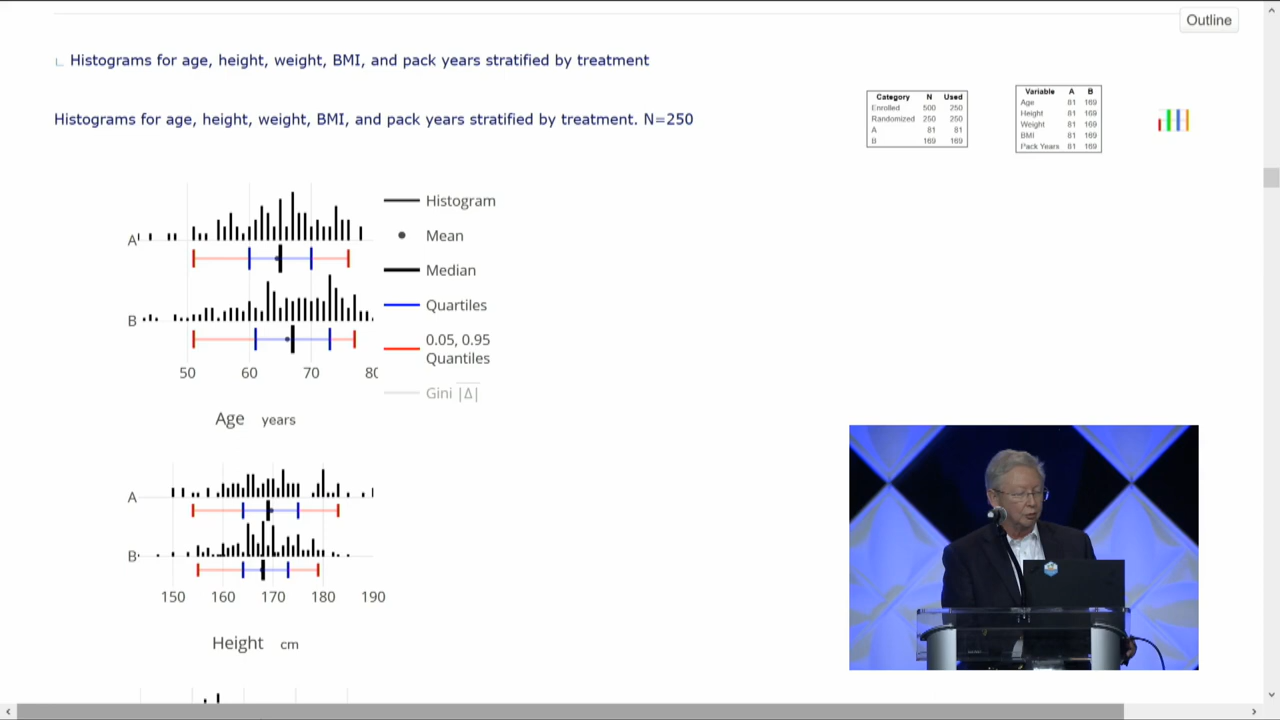 Outline
Histograms for age, height, weight, BMI, and pack years stratified by treatment
Histograms for age, height, weight, BMI, and pack years stratified by treatment. N=250
Category N Used
Enrolled 500 250
Randomized 250 250
A 81 81
B 169 169
Variable A B
Age 81 169
Height 81 169
Weight 81 169
BMI 81 169
Pack Years 81 169
A
B
50 60 70 80
Age years
Histogram
Mean
Median
Quartiles
0.05, 0.95
Quantiles
Gini |Δ|
A
B
150 160 170 180 190
Height cm